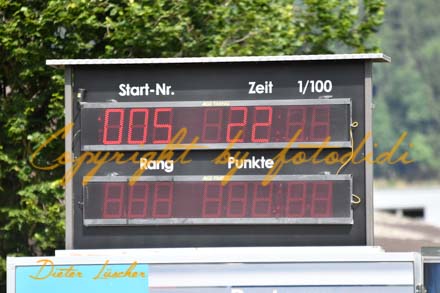 Start-Nr. Zeit 1/100
005 22
Copyright by fotodidi
Rang Punkte
Dieter Lüscher